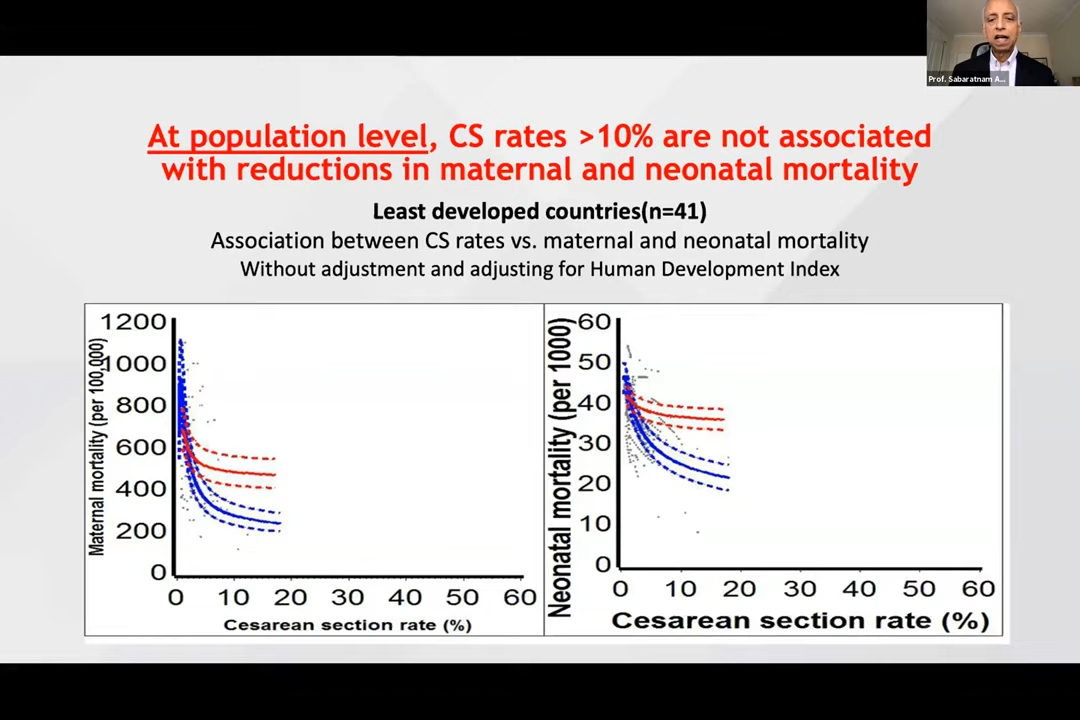 Prof. Sabaratnam A...
At population level, CS rates >10% are not associated
with reductions in maternal and neonatal mortality
Least developed countries(n=41)
Association between CS rates vs. maternal and neonatal mortality
Without adjustment and adjusting for Human Development Index
Maternal mortality (per 100,000)
1200
1000
800
600
400
200
0
0 10 20 30 40 50 60
Cesarean section rate (%)
Neonatal mortality (per 1000)
60
50
40
30
20
10
0
0 10 20 30 40 50 60
Cesarean section rate (%)